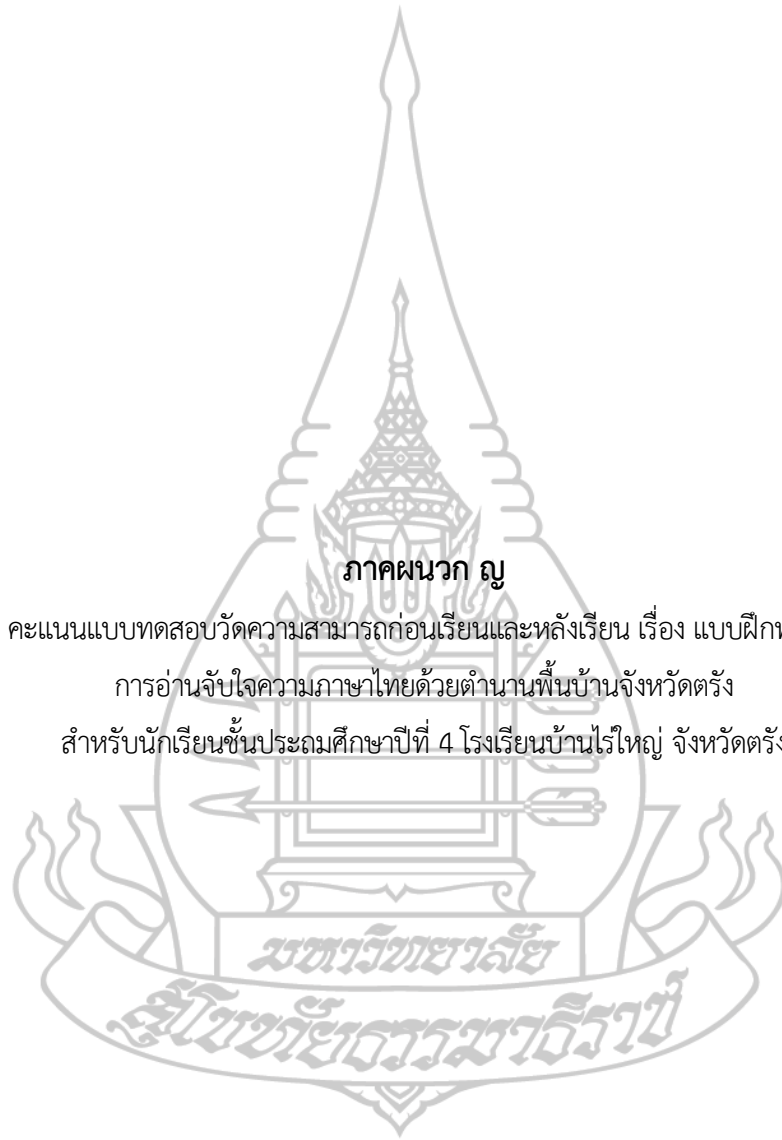 ภาคผนวก ญ
คะแนนแบบทดสอบวัดความสามารถก่อนเรียนและหลังเรียน เรื่อง แบบฝึก
การอ่านจับใจความภาษาไทยด้วยตำนานพื้นบ้านจังหวัดตรัง
สำหรับนักเรียนชั้นประถมศึกษาปีที่ 4 โรงเรียนบ้านไร่ใหญ่ จังหวัดตรัง
มหาวิทยาลัย
สุโขทัยธรรมาธิราช